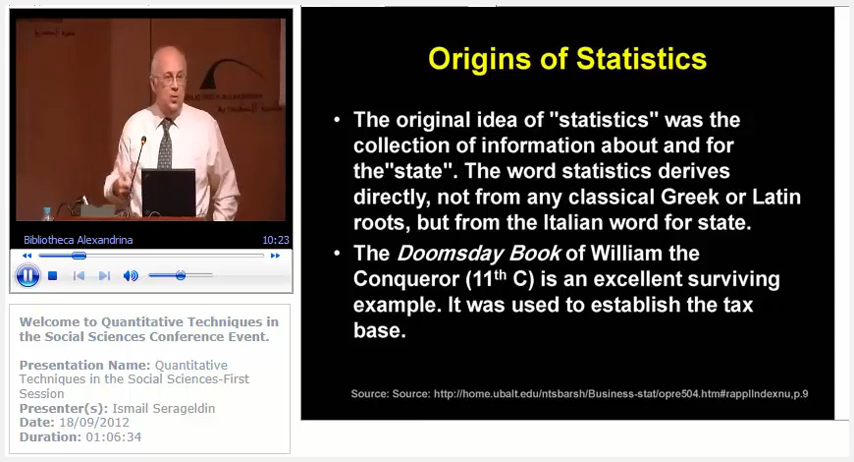 BIBLIOTHECA ALEXANDRINA
Bibliotheca Alexandrina
10:23
Welcome to Quantitative Techniques in
the Social Sciences Conference Event.
Presentation Name: Quantitative
Techniques in the Social Sciences-First
Session
Presenter(s): Ismail Serageldin
Date: 18/09/2012
Duration: 01:06:34
Origins of Statistics
• The original idea of "statistics" was the
collection of information about and for
the"state". The word statistics derives
directly, not from any classical Greek or Latin
roots, but from the Italian word for state.
• The Doomsday Book of William the
Conqueror (11th C) is an excellent surviving
example. It was used to establish the tax
base.
Source: Source: http://home.ubalt.edu/ntsbarsh/Business-stat/opre504.htm#rapplIndexnu,p.9